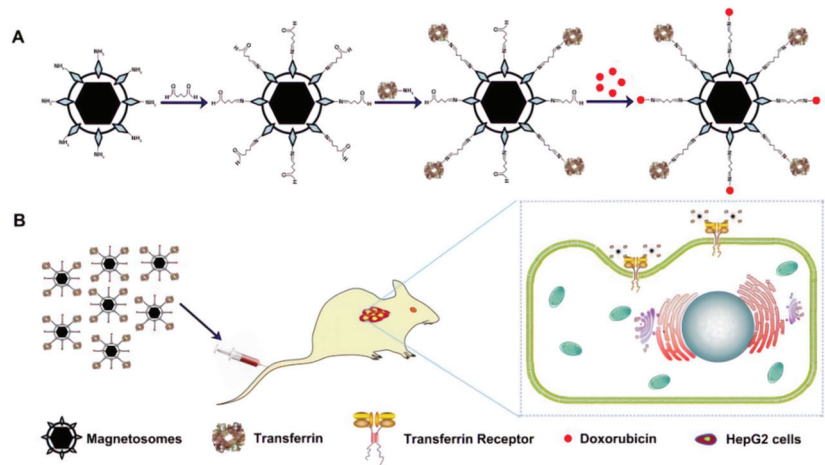 A
NH₂
NH₂
NH₂
NH₂
NH₂
NH₂
NH₂
NH₂
B
Magnetosomes
Transferrin
Transferrin Receptor
Doxorubicin
HepG2 cells